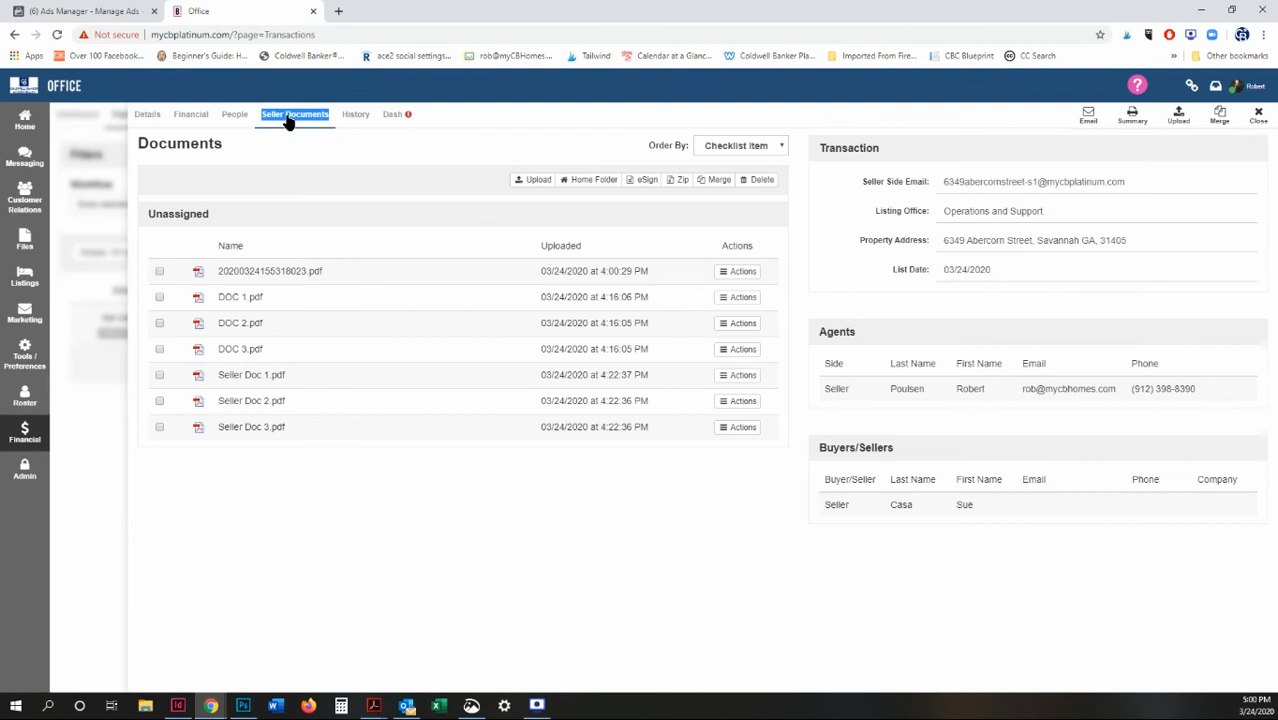 (6) Ads Manager - Manage Ads -
Office
Not secure | mycbplatinum.com/?page=Transactions
Apps
Over 100 Facebook...
Beginner's Guide: H...
Coldwell Banker®...
ace2 social settings...
rob@myCBHomes...
Tailwind
Calendar at a Glanc...
Coldwell Banker Pla...
Imported From Fire...
CBC Blueprint
CC Search
Other bookmarks
OFFICE
?
Robert
Home
Messaging
Customer
Relations
Files
Listings
Marketing
Tools /
Preferences
Roster
Financial
Admin
Filters
Details
Financial
People
Seller Documents
History
Dash
Email
Summary
Upload
Merge
Close
Documents
Order By:
Checklist Item
Upload
Home Folder
eSign
Zip
Merge
Delete
Unassigned
Name Uploaded Actions
20200324155318023.pdf 03/24/2020 at 4:00:29 PM Actions
DOC 1.pdf 03/24/2020 at 4:16:06 PM Actions
DOC 2.pdf 03/24/2020 at 4:16:05 PM Actions
DOC 3.pdf 03/24/2020 at 4:16:05 PM Actions
Seller Doc 1.pdf 03/24/2020 at 4:22:37 PM Actions
Seller Doc 2.pdf 03/24/2020 at 4:22:36 PM Actions
Seller Doc 3.pdf 03/24/2020 at 4:22:36 PM Actions
Transaction
Seller Side Email: 6349abercornstreet-s1@mycbplatinum.com
Listing Office: Operations and Support
Property Address: 6349 Abercorn Street, Savannah GA, 31405
List Date: 03/24/2020
Agents
Side Last Name First Name Email Phone
Seller Poulsen Robert rob@mycbhomes.com (912) 398-8390
Buyers/Sellers
Buyer/Seller Last Name First Name Email Phone Company
Seller Casa Sue
5:00 PM
3/24/2020